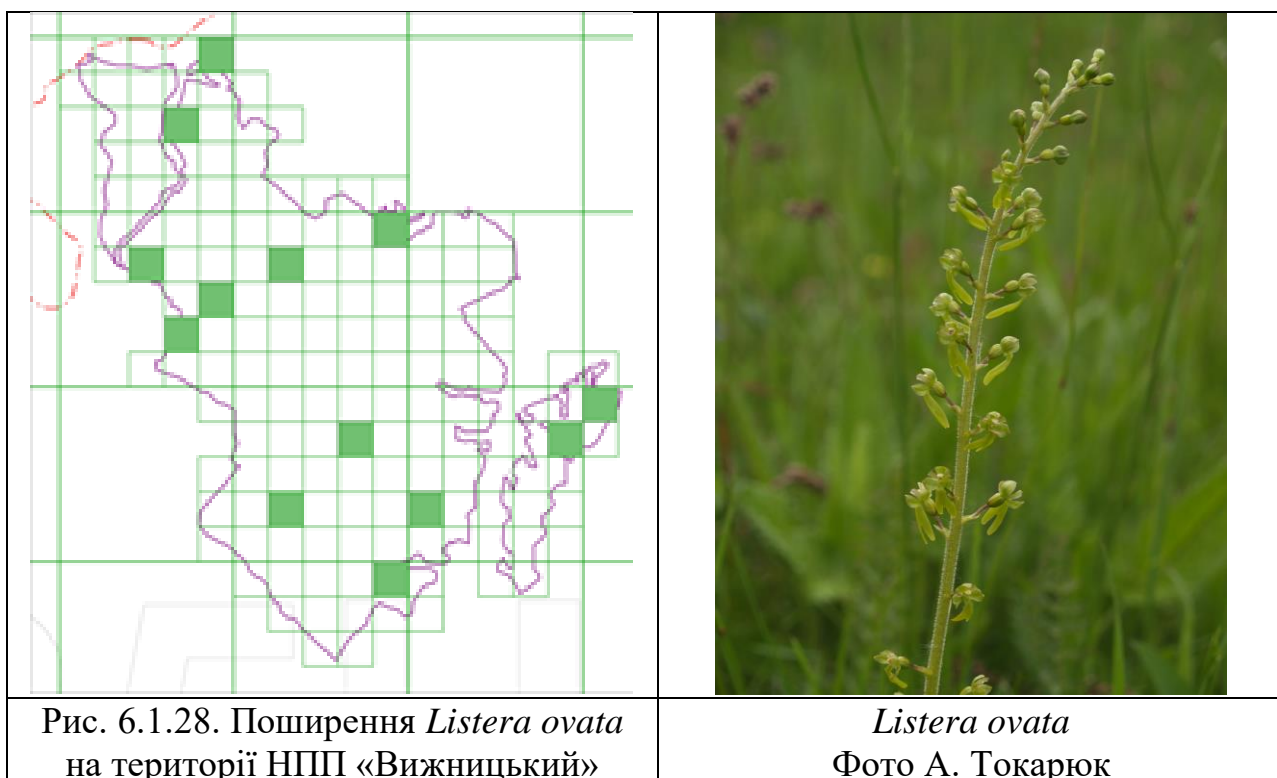 Рис. 6.1.28. Поширення Listera ovata
на території НПП «Вижницький»
Listera ovata
Фото А. Токарюк